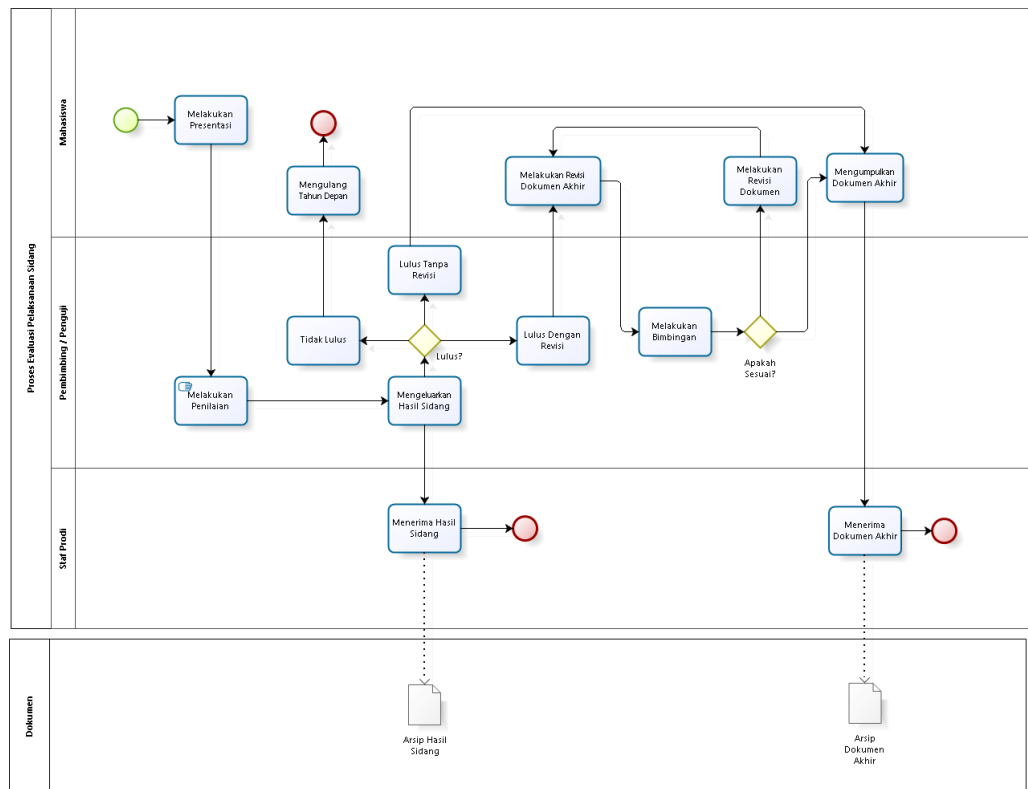 Proses Evaluasi Pelaksanaan Sidang
Mahasiswa
Melakukan
Presentasi
Mengulang
Tahun Depan
Melakukan Revisi
Dokumen Akhir
Melakukan
Revisi
Dokumen
Mengumpulkan
Dokumen Akhir
Pembimbing / Penguji
Lulus Tanpa
Revisi
Tidak Lulus
Lulus?
Lulus Dengan
Revisi
Melakukan
Bimbingan
Apakah
Sesuai?
Melakukan
Penilaian
Mengeluarkan
Hasil Sidang
Staf Prodi
Menerima Hasil
Sidang
Menerima
Dokumen Akhir
Dokumen
Arsip Hasil
Sidang
Arsip
Dokumen
Akhir